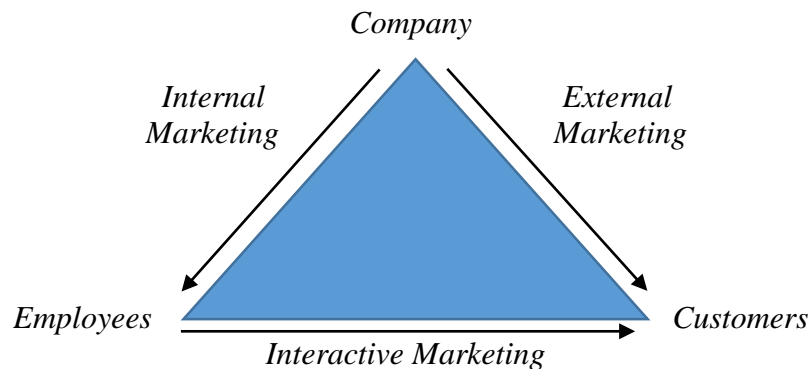 Company
Internal
Marketing
External
Marketing
Employees
Customers
Interactive Marketing